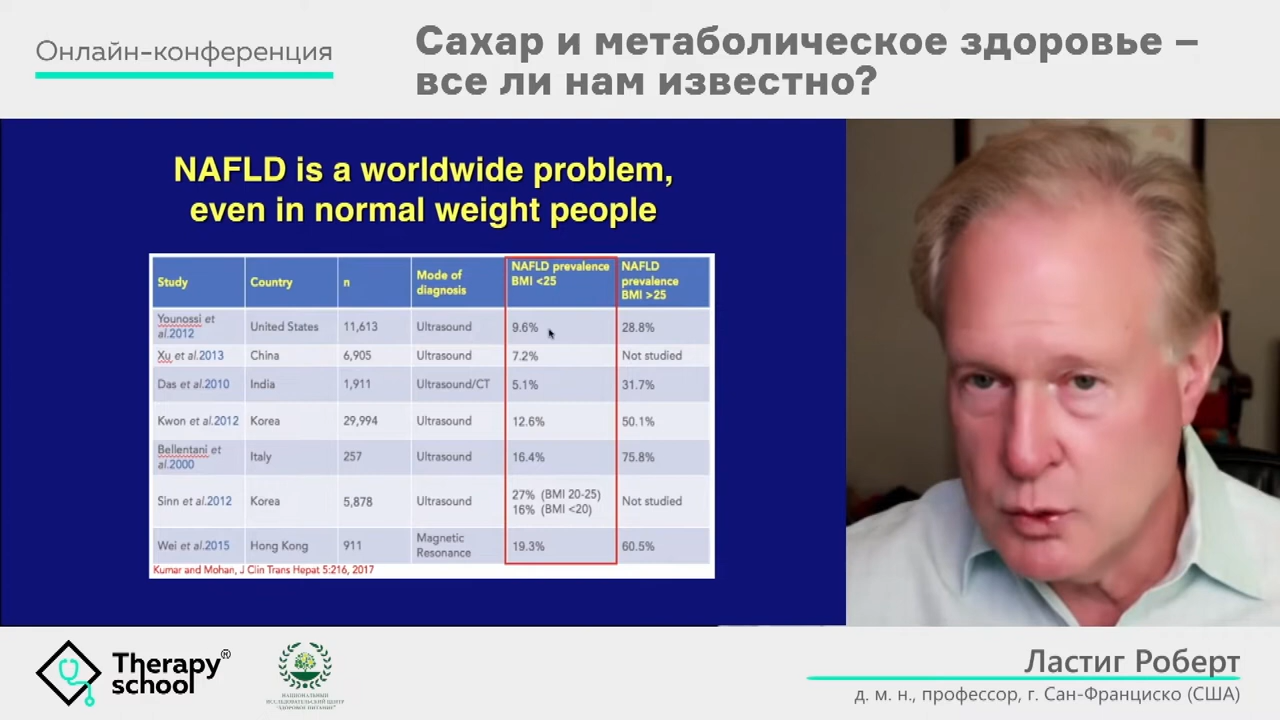 Онлайн-конференция
Сахар и метаболическое здоровье –
все ли нам известно?
NAFLD is a worldwide problem,
even in normal weight people
Study Country n Mode of diagnosis NAFLD prevalence BMI <25 NAFLD prevalence BMI >25
Younossi et al.2012 United States 11,613 Ultrasound 9.6% 28.8%
Xu et al.2013 China 6,905 Ultrasound 7.2% Not studied
Das et al.2010 India 1,911 Ultrasound/CT 5.1% 31.7%
Kwon et al.2012 Korea 29,994 Ultrasound 12.6% 50.1%
Bellentani et al.2000 Italy 257 Ultrasound 16.4% 75.8%
Sinn et al.2012 Korea 5,878 Ultrasound 27% (BMI 20-25) 16% (BMI <20) Not studied
Wei et al.2015 Hong Kong 911 Magnetic Resonance 19.3% 60.5%
Kumar and Mohan, J Clin Trans Hepat 5:216, 2017
Therapy
school
НАЦИОНАЛЬНЫЙ
ИССЛЕДОВАТЕЛЬСКИЙ ЦЕНТР
"ЗДОРОВОЕ ПИТАНИЕ"
Ластиг Роберт
д. м. н., профессор, г. Сан-Франциско (США)